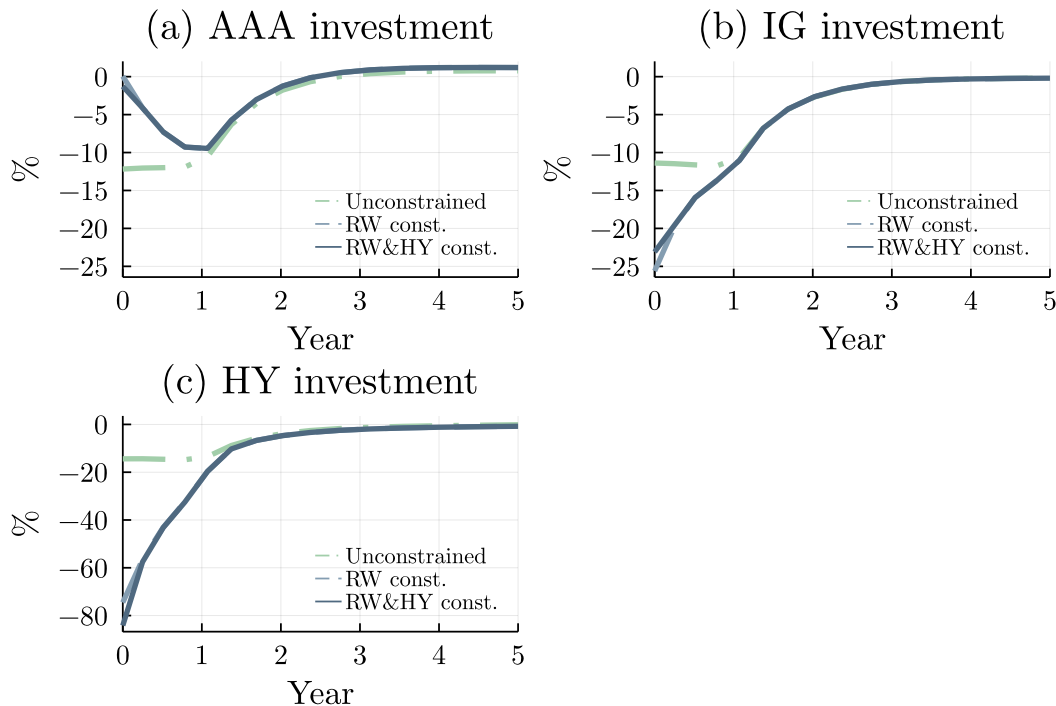 (a) AAA investment
0
−5
−10
−15
−20
−25
%
Unconstrained
RW const.
RW&HY const.
0 1 2 3 4 5
Year
(b) IG investment
0
−5
−10
−15
−20
−25
%
Unconstrained
RW const.
RW&HY const.
0 1 2 3 4 5
Year
(c) HY investment
0
−20
−40
−60
−80
%
Unconstrained
RW const.
RW&HY const.
0 1 2 3 4 5
Year